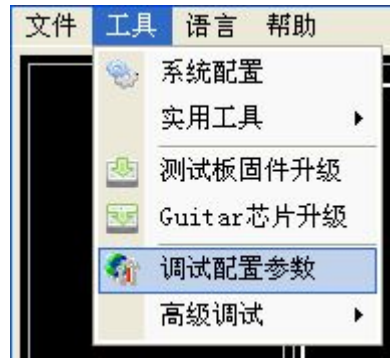 文件 工具 语言 帮助
系统配置
实用工具
测试板固件升级
Guitar芯片升级
调试配置参数
高级调试